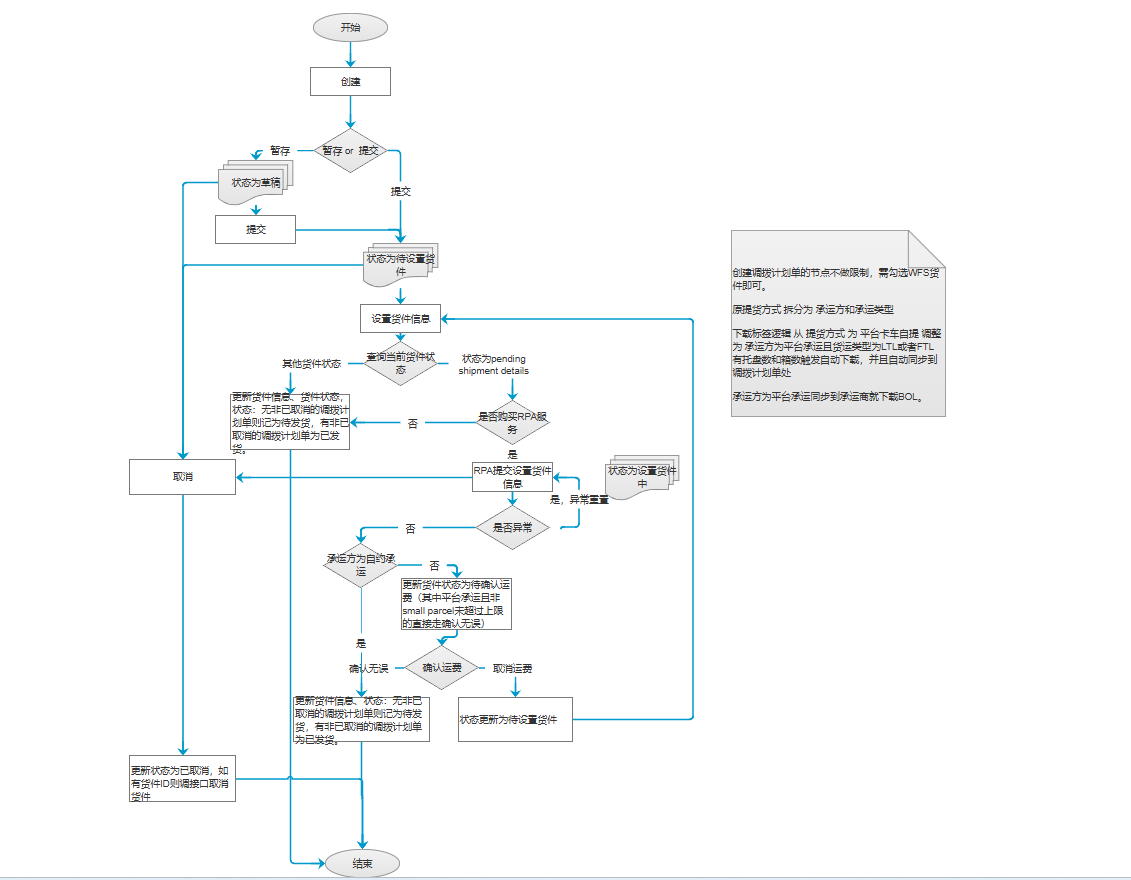 开始
创建
暂存 or 提交
暂存
提交
状态为草稿
提交
状态为待设置货
件
设置货件信息
查询当前货件状
态
其他货件状态
状态为pending
shipment details
更新货件信息、货件状态，
状态：无非已取消的调拨计
划单则记为待发货，有非已
取消的调拨计划单为已发
货。
否
是否购买RPA服
务
是
取消
RPA提交设置货件
信息
状态为设置货件
中
是，异常重置
否
是否异常
承运方为自约承
运
否
更新货件状态为待确认运
费（其中平台承运且非
small parcel未超过上限
的直接走确认无误）
是
确认无误
确认运费
取消运费
更新货件信息、状态：无非已
取消的调拨计划单则记为待发
货，有非已取消的调拨计划单
为已发货。
状态更新为待设置货件
更新状态为已取消，如
有货件ID则调接口取消
货件
结束
创建调拨计划单的节点不做限制，需勾选WFS货
件即可。
原提货方式 拆分为 承运方和承运类型
下载标签逻辑 从 提货方式 为 平台卡车自提 调整
为 承运方为平台承运且货运类型为LTL或者FTL
有托盘数和箱数触发自动下载，并且自动同步到
调拨计划单处
承运方为平台承运同步到承运商就下载BOL。